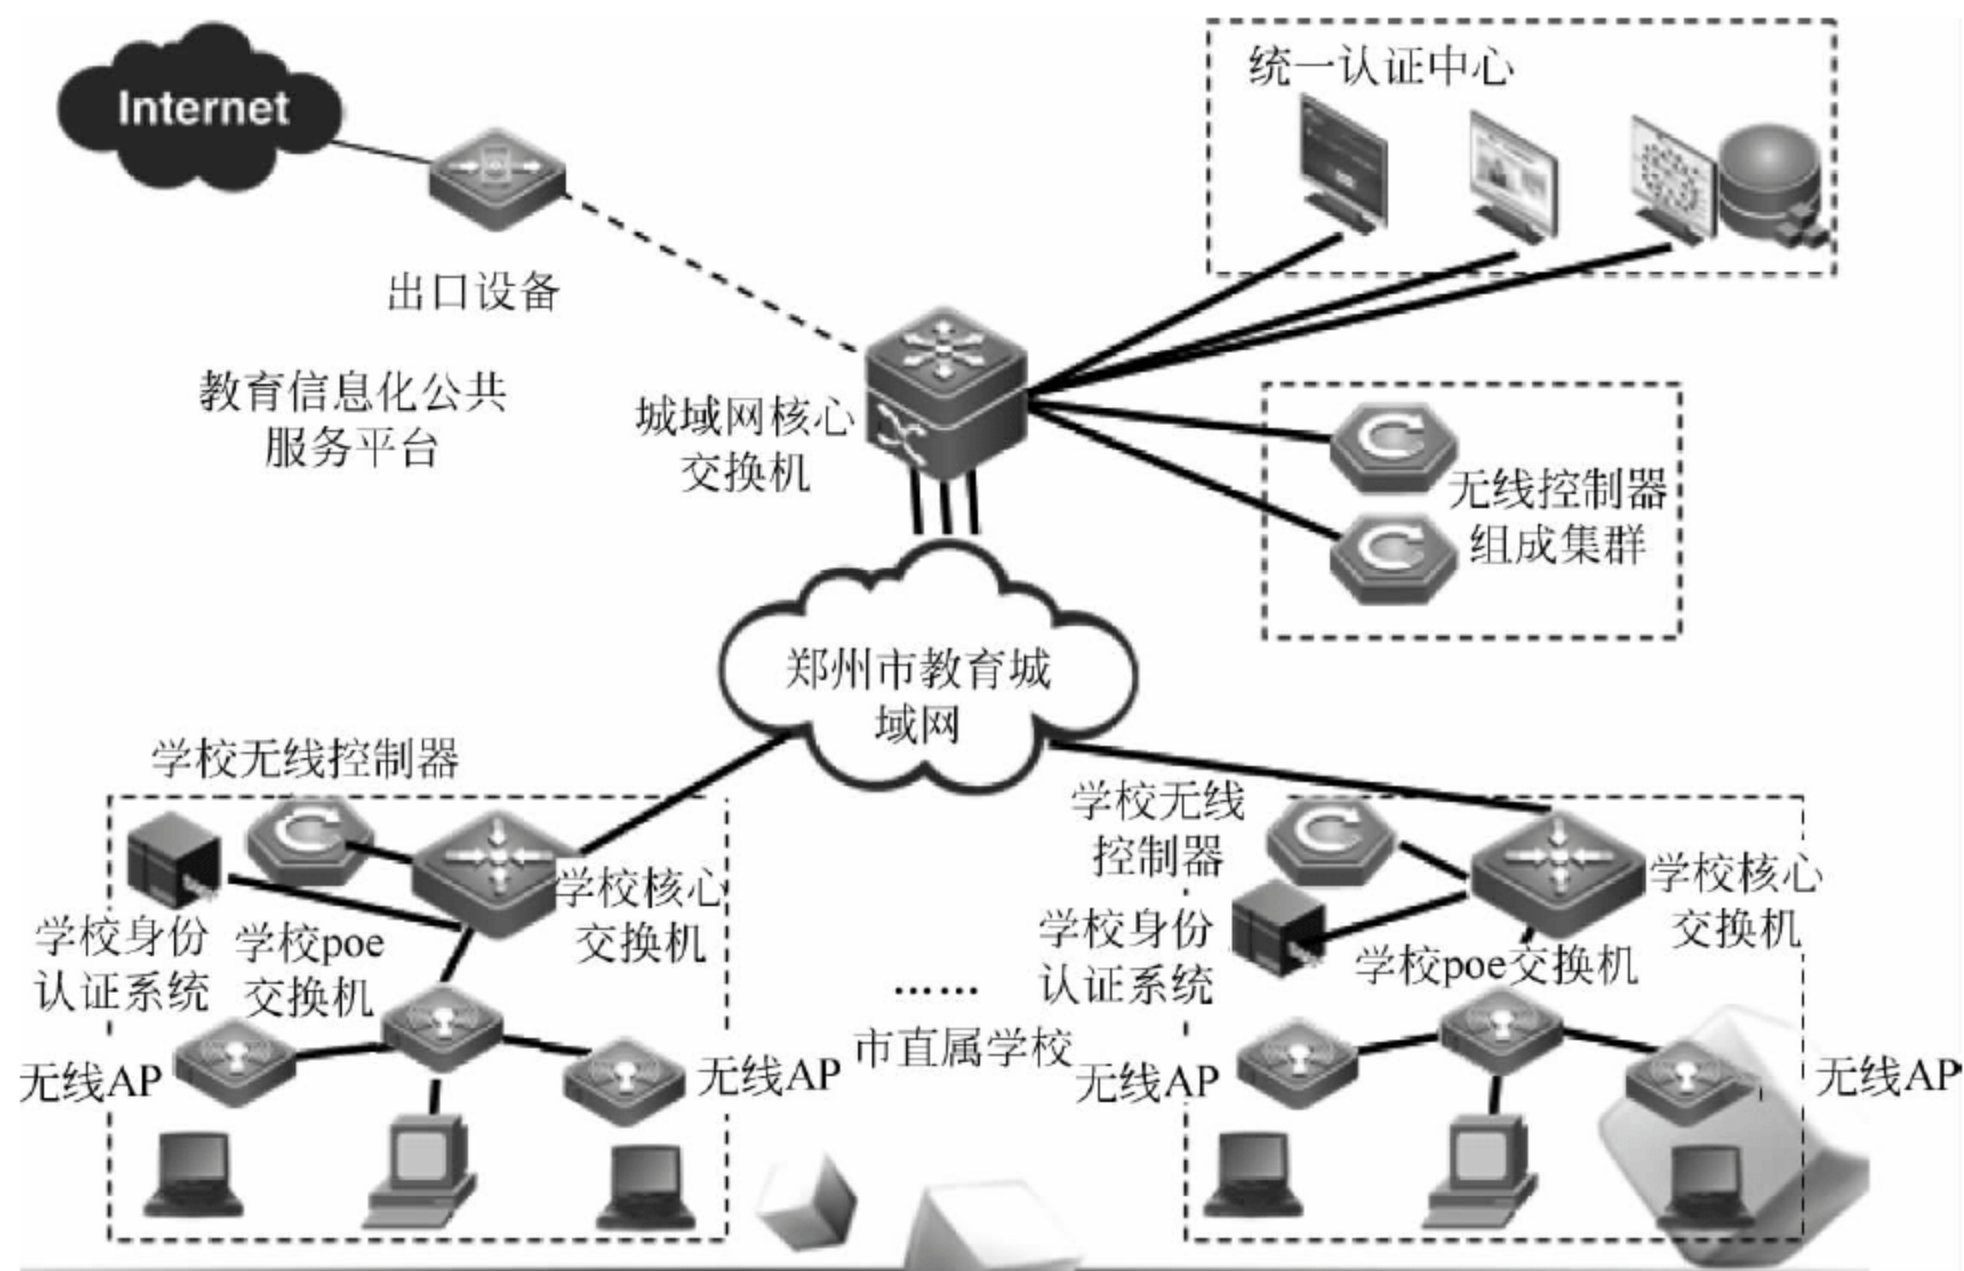 Internet
统一认证中心
出口设备
教育信息化公共
服务平台
城域网核心
交换机
无线控制器
组成集群
郑州市教育城
域网
学校无线控制器
学校核心
交换机
学校身份
认证系统
学校poe
交换机
无线AP
无线AP
……
市直属学校
学校无线
控制器
学校核心
交换机
学校身份
认证系统
学校poe交换机
无线AP
无线AP